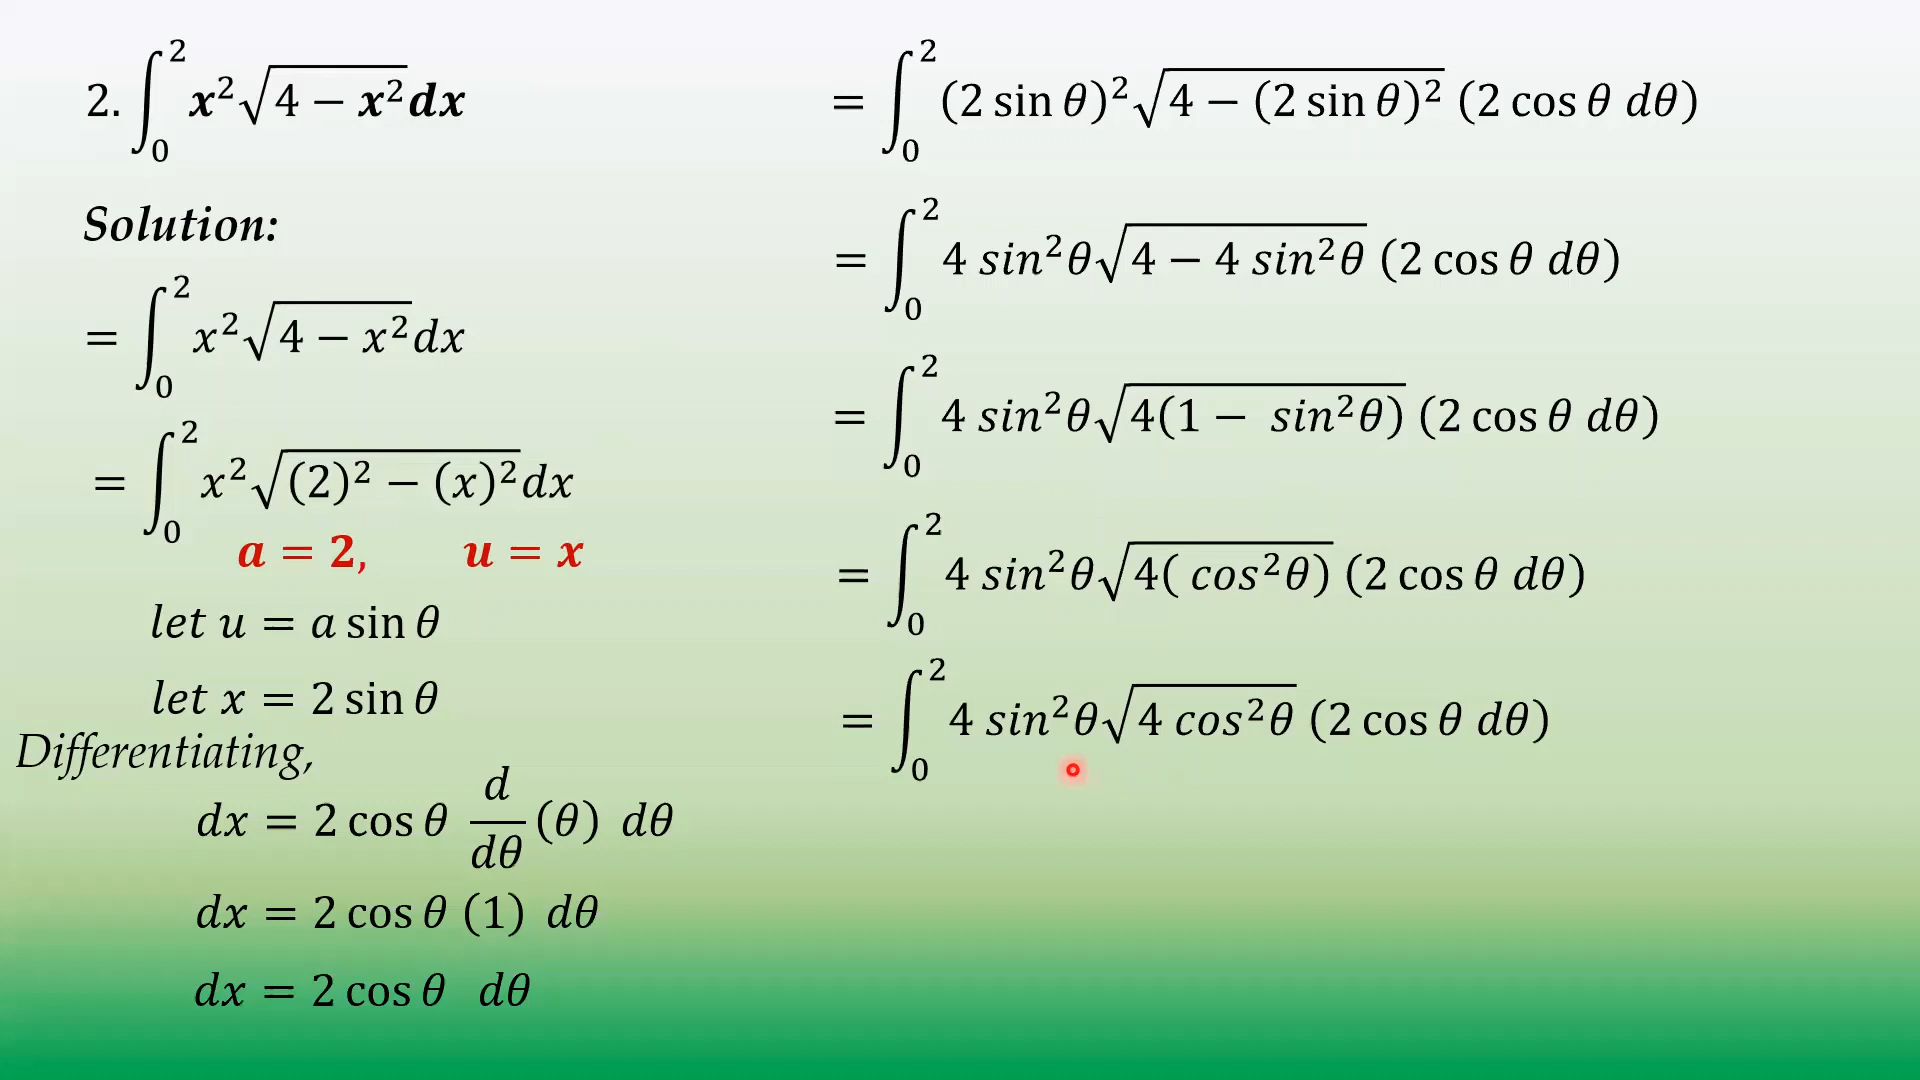 2. ∫₀² x²√(4 − x²) dx
Solution:
= ∫₀² x²√(4 − x²) dx
= ∫₀² x²√((2)² − (x)²) dx
a = 2, u = x
let u = a sin θ
let x = 2 sin θ
Differentiating,
dx = 2 cos θ d/dθ (θ) dθ
dx = 2 cos θ (1) dθ
dx = 2 cos θ dθ
= ∫₀² (2 sin θ)²√(4 − (2 sin θ)²) (2 cos θ dθ)
= ∫₀² 4 sin²θ√(4 − 4 sin²θ) (2 cos θ dθ)
= ∫₀² 4 sin²θ√(4(1 − sin²θ)) (2 cos θ dθ)
= ∫₀² 4 sin²θ√(4( cos²θ)) (2 cos θ dθ)
= ∫₀² 4 sin²θ√(4 cos²θ) (2 cos θ dθ)